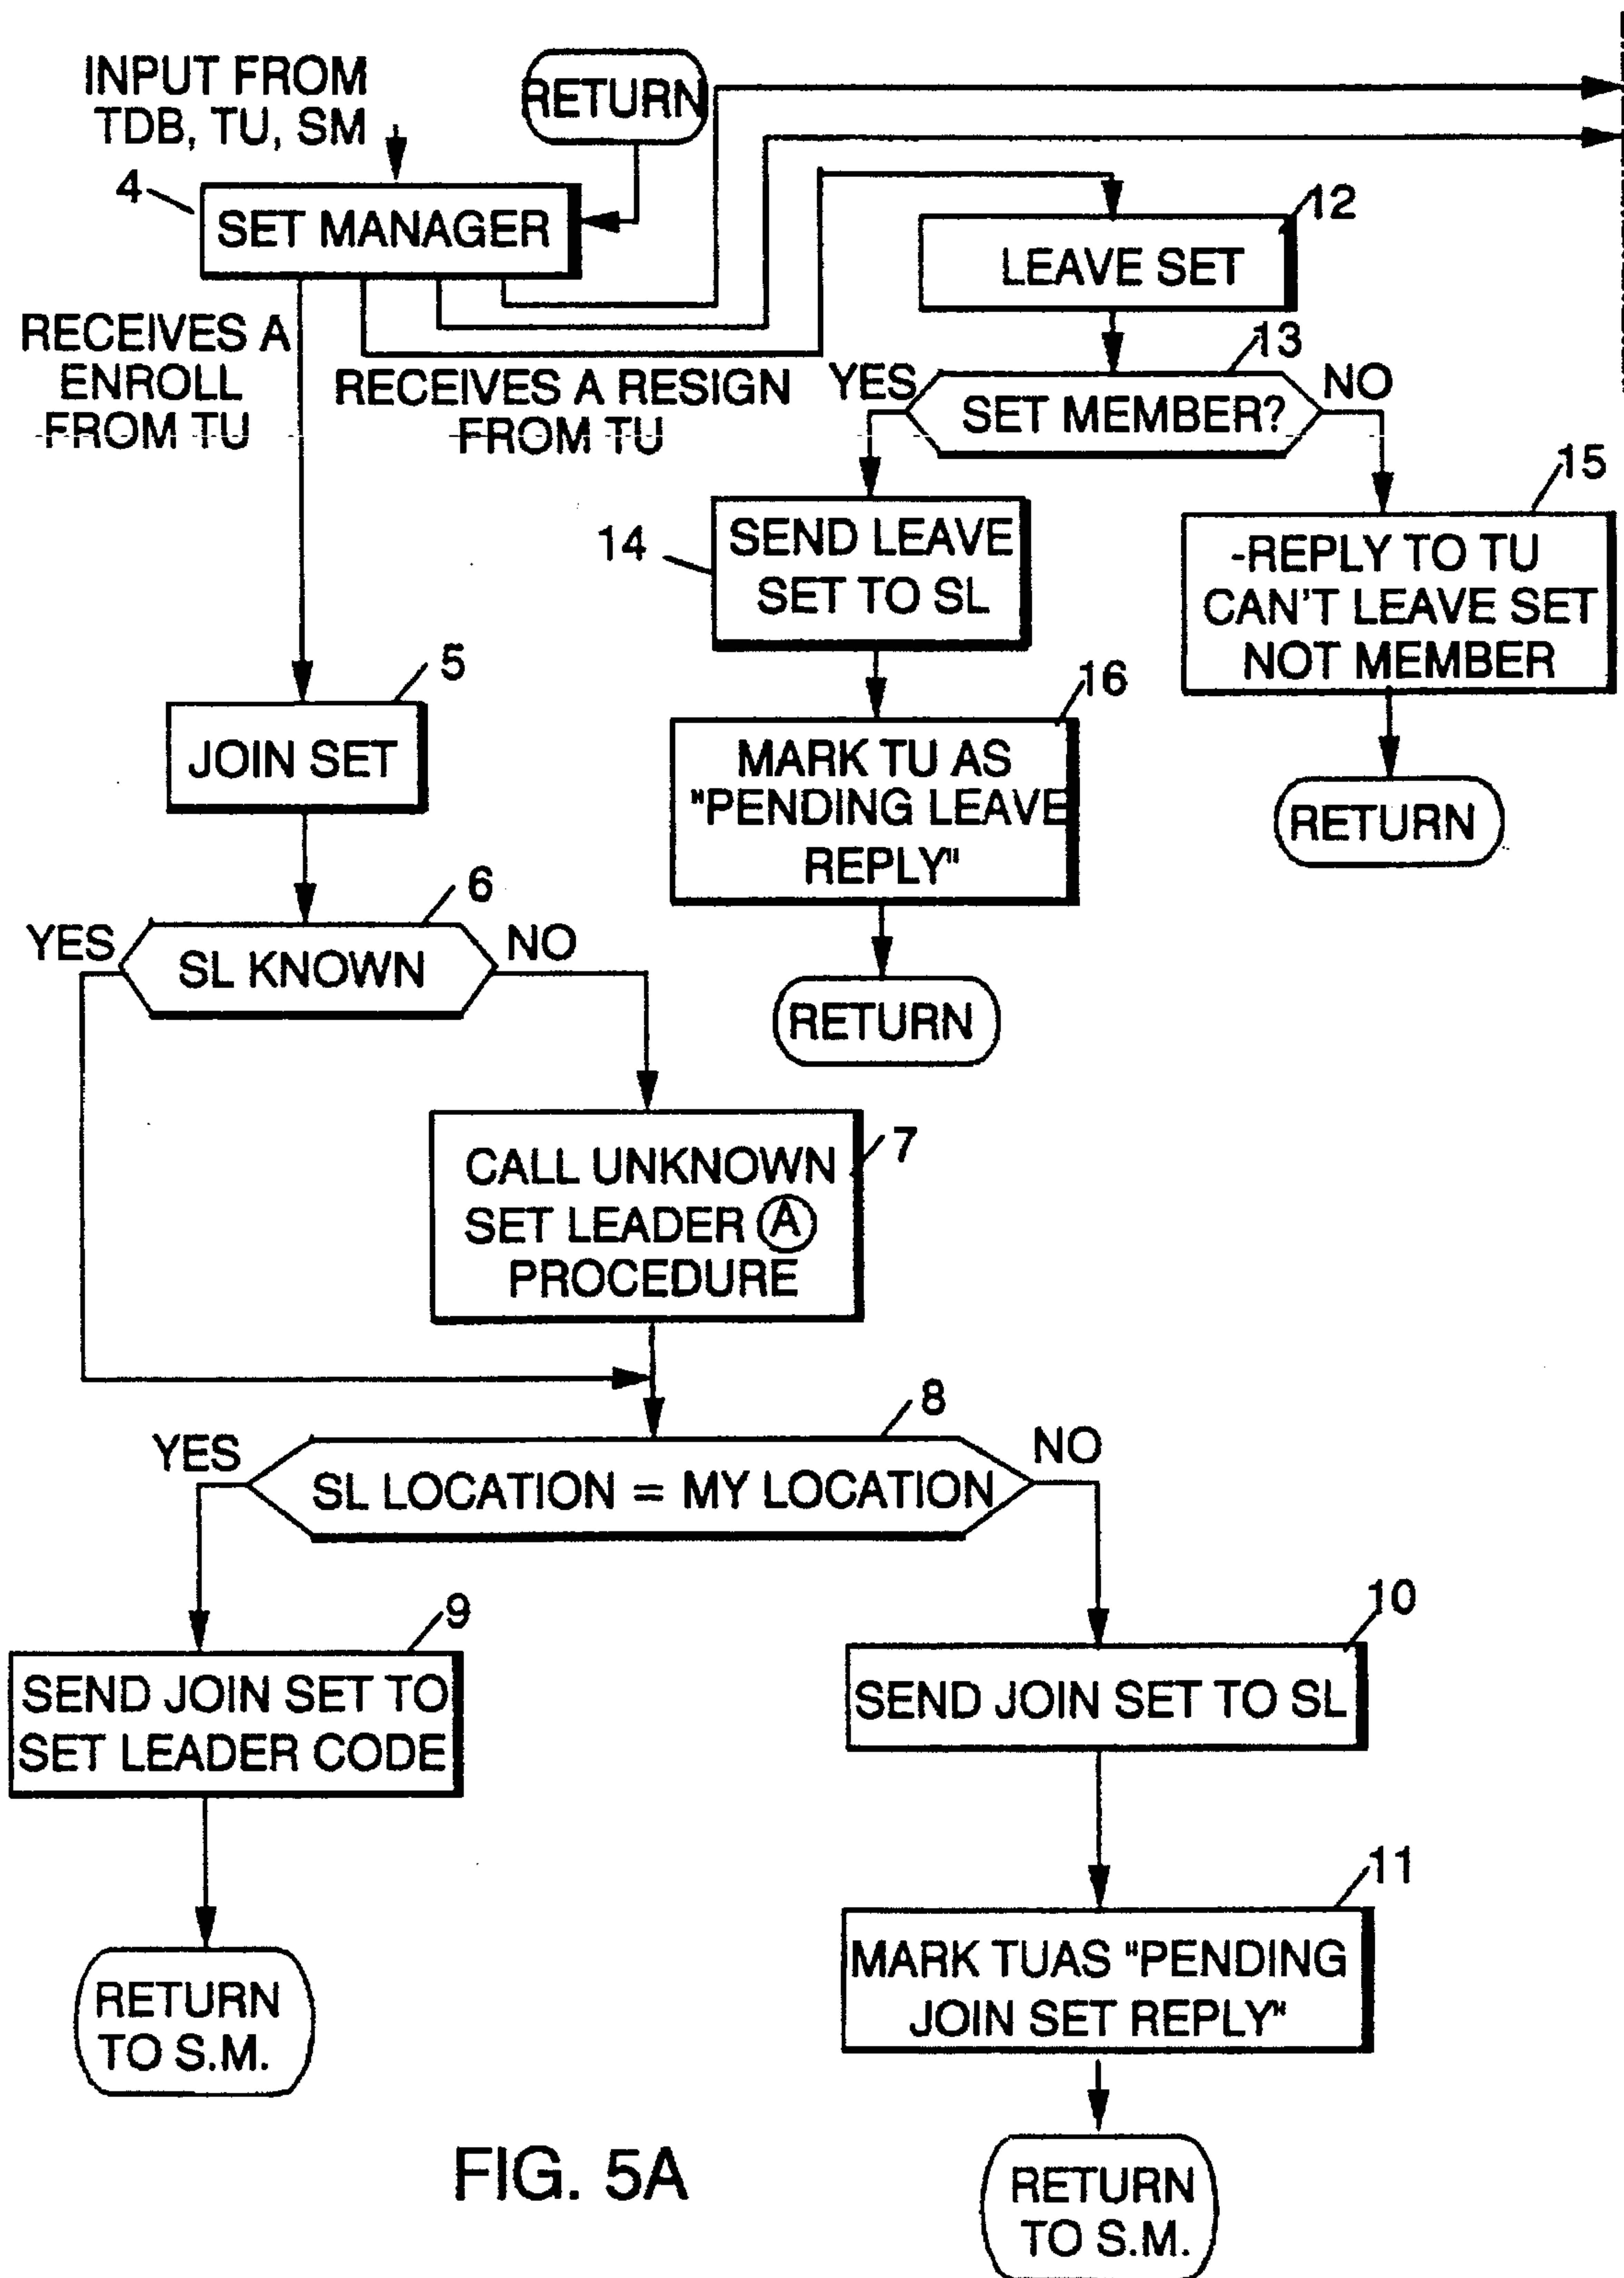 INPUT FROM
TDB, TU, SM
RETURN
4
SET MANAGER
12
LEAVE SET
RECEIVES A
ENROLL
FROM TU
RECEIVES A RESIGN
FROM TU
13
YES
SET MEMBER?
NO
14
SEND LEAVE
SET TO SL
15
-REPLY TO TU
CAN'T LEAVE SET
NOT MEMBER
5
JOIN SET
16
MARK TU AS
"PENDING LEAVE
REPLY"
RETURN
RETURN
6
YES
SL KNOWN
NO
7
CALL UNKNOWN
SET LEADER A
PROCEDURE
8
YES
SL LOCATION = MY LOCATION
NO
9
SEND JOIN SET TO
SET LEADER CODE
10
SEND JOIN SET TO SL
11
MARK TUAS "PENDING
JOIN SET REPLY"
RETURN
TO S.M.
RETURN
TO S.M.
FIG. 5A